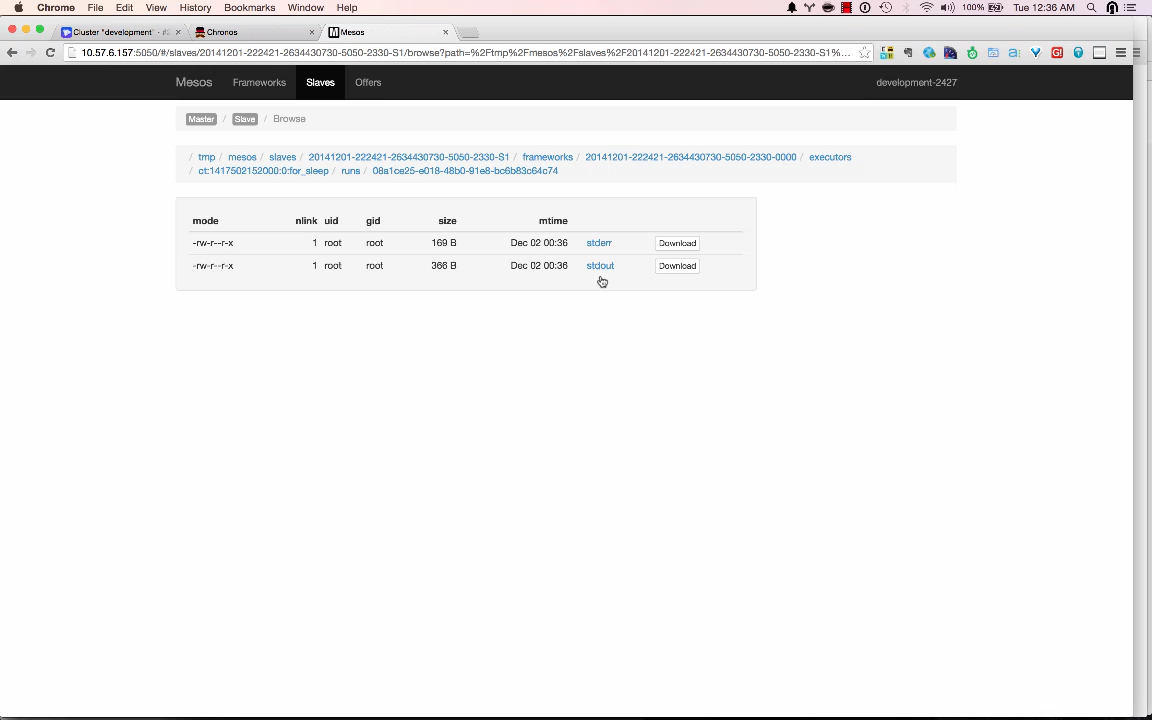 Chrome File Edit View History Bookmarks Window Help 100% Tue 12:36 AM
Cluster "development" - #2 Chronos Mesos
10.57.6.157:5050/#/slaves/20141201-222421-2634430730-5050-2330-S1/browse?path=%2Ftmp%2Fmesos%2Fslaves%2F20141201-222421-2634430730-5050-2330-S1%...
Mesos Frameworks Slaves Offers development-2427
Master / Slave / Browse
/ tmp / mesos / slaves / 20141201-222421-2634430730-5050-2330-S1 / frameworks / 20141201-222421-2634430730-5050-2330-0000 / executors
/ ct:1417502152000:0:for_sleep / runs / 08a1ce25-e018-48b0-91e8-bc6b83c64c74
mode nlink uid gid size mtime
-rw-r--r-x 1 root root 169 B Dec 02 00:36 stderr Download
-rw-r--r-x 1 root root 366 B Dec 02 00:36 stdout Download